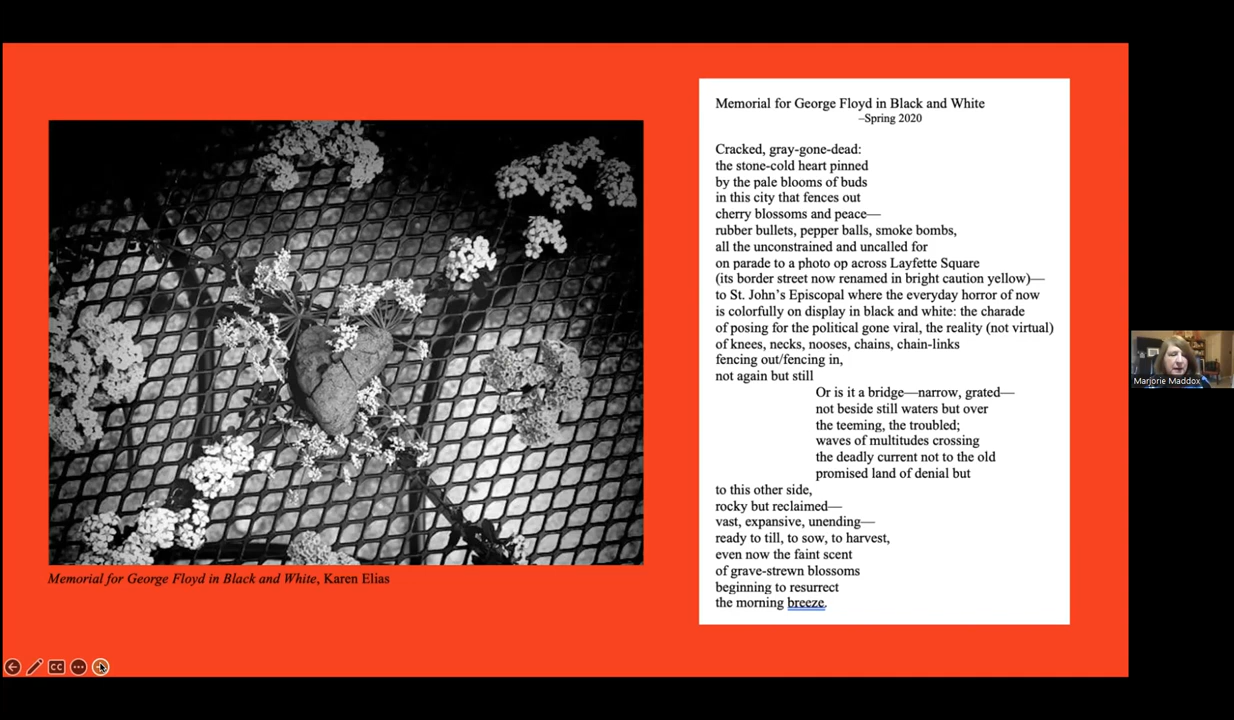 Memorial for George Floyd in Black and White
–Spring 2020
Cracked, gray-gone-dead:
the stone-cold heart pinned
by the pale blooms of buds
in this city that fences out
cherry blossoms and peace—
rubber bullets, pepper balls, smoke bombs,
all the unconstrained and uncalled for
on parade to a photo op across Layfette Square
(its border street now renamed in bright caution yellow)—
to St. John’s Episcopal where the everyday horror of now
is colorfully on display in black and white: the charade
of posing for the political gone viral, the reality (not virtual)
of knees, necks, nooses, chains, chain-links
fencing out/fencing in,
not again but still
Or is it a bridge—narrow, grated—
not beside still waters but over
the teeming, the troubled;
waves of multitudes crossing
the deadly current not to the old
promised land of denial but
to this other side,
rocky but reclaimed—
vast, expansive, unending—
ready to till, to sow, to harvest,
even now the faint scent
of grave-strewn blossoms
beginning to resurrect
the morning breeze.
Memorial for George Floyd in Black and White, Karen Elias
CC
Marjorie Maddox